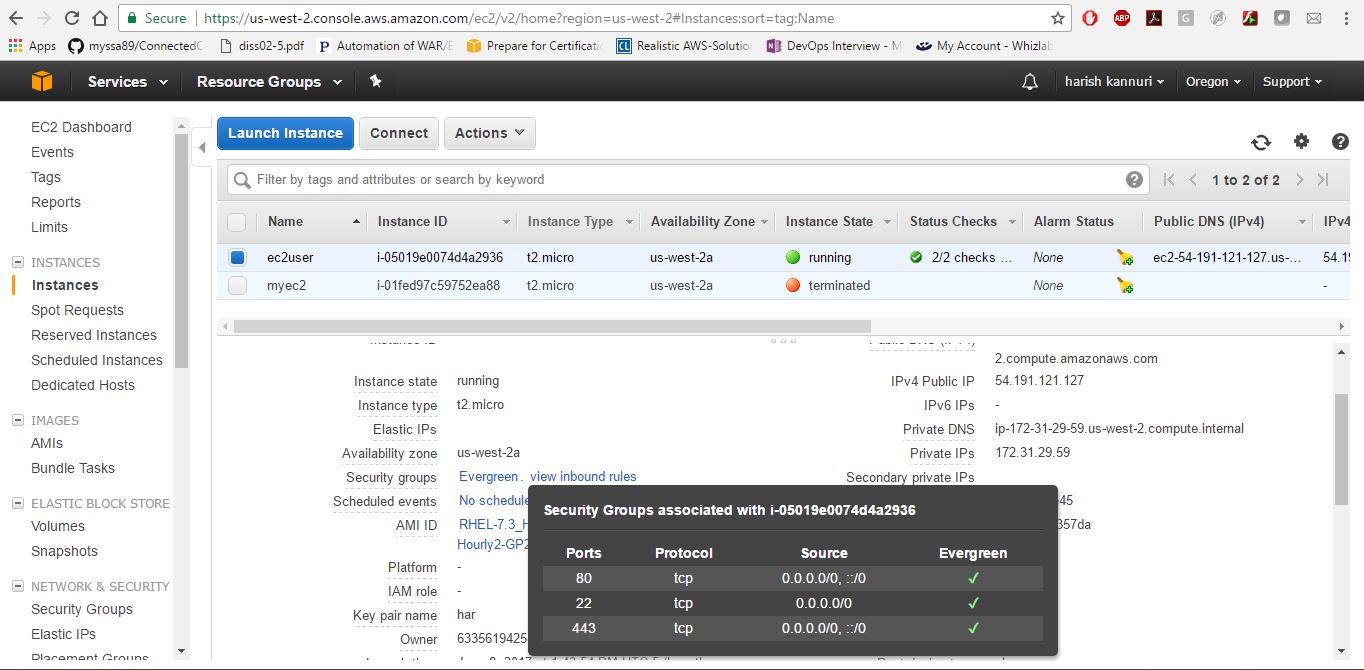 Secure https://us-west-2.console.aws.amazon.com/ec2/v2/home?region=us-west-2#Instances:sort=tag:Name
Apps myssa89/ConnectedC diss02-5.pdf Automation of WAR/E Prepare for Certificatio Realistic AWS-Solution DevOps Interview - M My Account - Whizlab
Services Resource Groups harish kannuri Oregon Support
EC2 Dashboard
Events
Tags
Reports
Limits
INSTANCES
Instances
Spot Requests
Reserved Instances
Scheduled Instances
Dedicated Hosts
IMAGES
AMIs
Bundle Tasks
ELASTIC BLOCK STORE
Volumes
Snapshots
NETWORK & SECURITY
Security Groups
Elastic IPs
Placement Groups
Launch Instance Connect Actions
Filter by tags and attributes or search by keyword 1 to 2 of 2
Name Instance ID Instance Type Availability Zone Instance State Status Checks Alarm Status Public DNS (IPv4) IPv4
ec2user i-05019e0074d4a2936 t2.micro us-west-2a running 2/2 checks ... None ec2-54-191-121-127.us-... 54.19
myec2 i-01fed97c59752ea88 t2.micro us-west-2a terminated None -
Instance ID Public DNS (IPv4)
2.compute.amazonaws.com
Instance state running IPv4 Public IP 54.191.121.127
Instance type t2.micro IPv6 IPs -
Elastic IPs Private DNS ip-172-31-29-59.us-west-2.compute.internal
Availability zone us-west-2a Private IPs 172.31.29.59
Security groups Evergreen. view inbound rules Secondary private IPs
Scheduled events No schedule 45
AMI ID RHEL-7.3_H 357da
Hourly2-GP2
Platform -
IAM role -
Key pair name har
Owner 6335619425
Security Groups associated with i-05019e0074d4a2936
Ports Protocol Source Evergreen
80 tcp 0.0.0.0/0, ::/0 ✓
22 tcp 0.0.0.0/0 ✓
443 tcp 0.0.0.0/0, ::/0 ✓